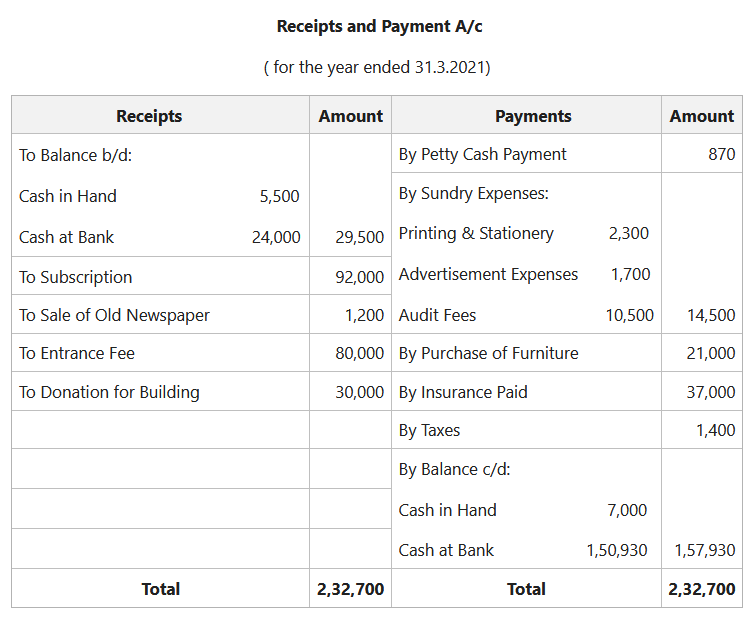 Receipts and Payment A/c
( for the year ended 31.3.2021)
Receipts Amount Payments Amount
To Balance b/d: By Petty Cash Payment 870
Cash in Hand 5,500 By Sundry Expenses:
Cash at Bank 24,000 29,500 Printing & Stationery 2,300
To Subscription 92,000 Advertisement Expenses 1,700
To Sale of Old Newspaper 1,200 Audit Fees 10,500 14,500
To Entrance Fee 80,000 By Purchase of Furniture 21,000
To Donation for Building 30,000 By Insurance Paid 37,000
By Taxes 1,400
By Balance c/d:
Cash in Hand 7,000
Cash at Bank 1,50,930 1,57,930
Total 2,32,700 Total 2,32,700